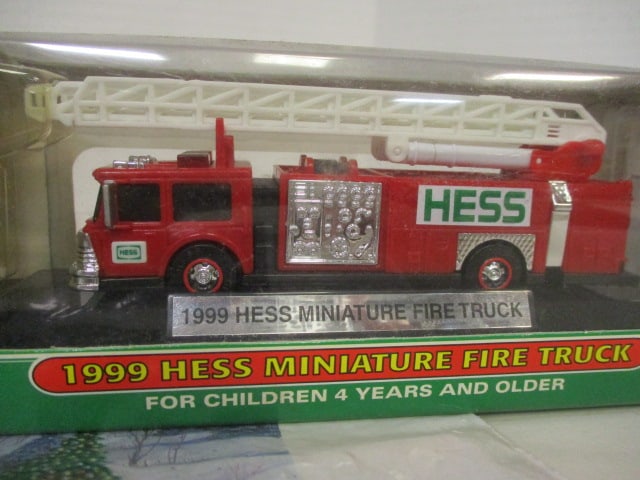 HESS
HESS
1999 HESS MINIATURE FIRE TRUCK
1999 HESS MINIATURE FIRE TRUCK
FOR CHILDREN 4 YEARS AND OLDER